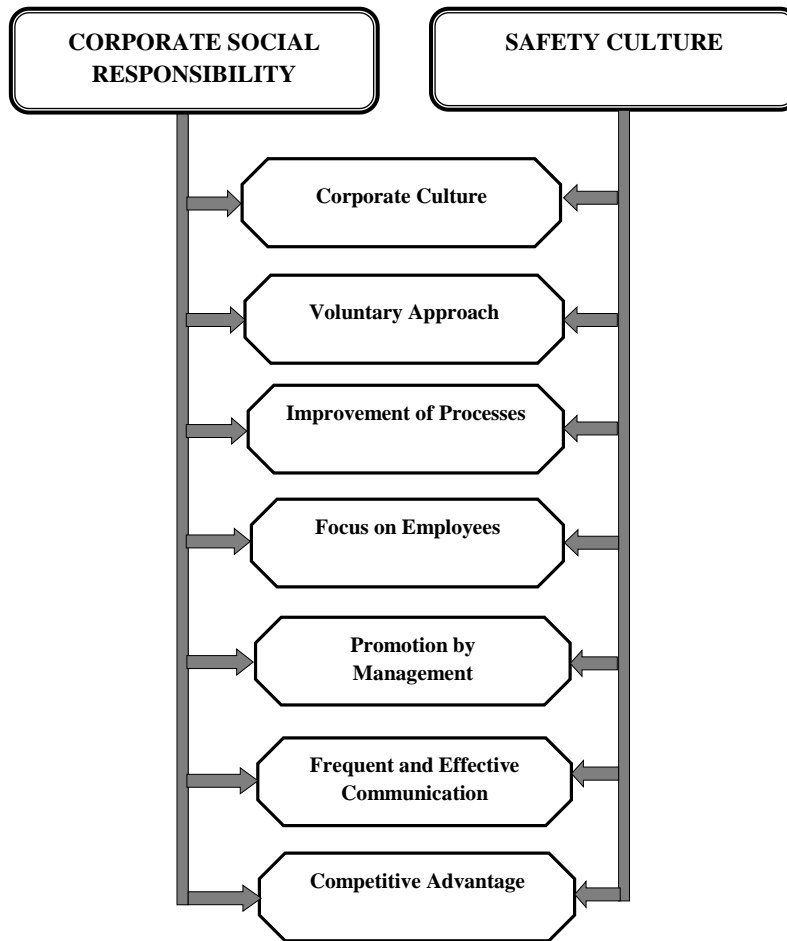 CORPORATE SOCIAL
RESPONSIBILITY
SAFETY CULTURE
Corporate Culture
Voluntary Approach
Improvement of Processes
Focus on Employees
Promotion by
Management
Frequent and Effective
Communication
Competitive Advantage